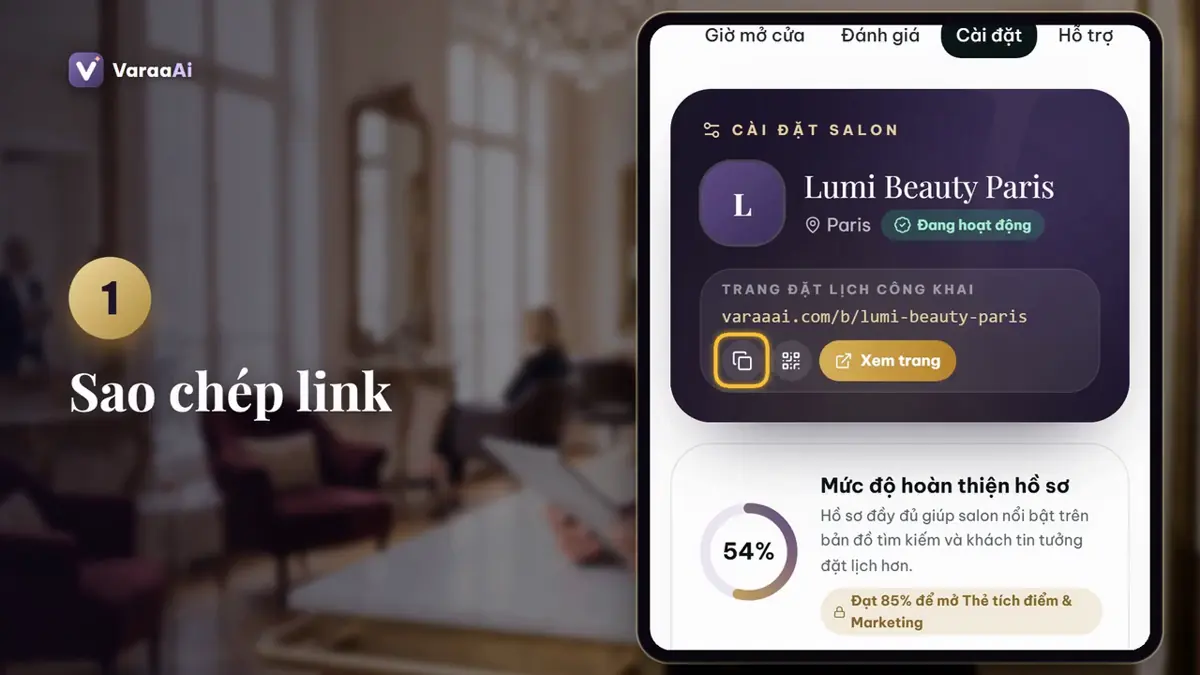 VaraaAi
1
Sao chép link
Giờ mở cửa Đánh giá Cài đặt Hỗ trợ
CÀI ĐẶT SALON
L
Lumi Beauty Paris
Paris Đang hoạt động
TRANG ĐẶT LỊCH CÔNG KHAI
varaaai.com/b/lumi-beauty-paris
Xem trang
54%
Mức độ hoàn thiện hồ sơ
Hồ sơ đầy đủ giúp salon nổi bật trên
bản đồ tìm kiếm và khách tin tưởng
đặt lịch hơn.
Đạt 85% để mở Thẻ tích điểm &
Marketing